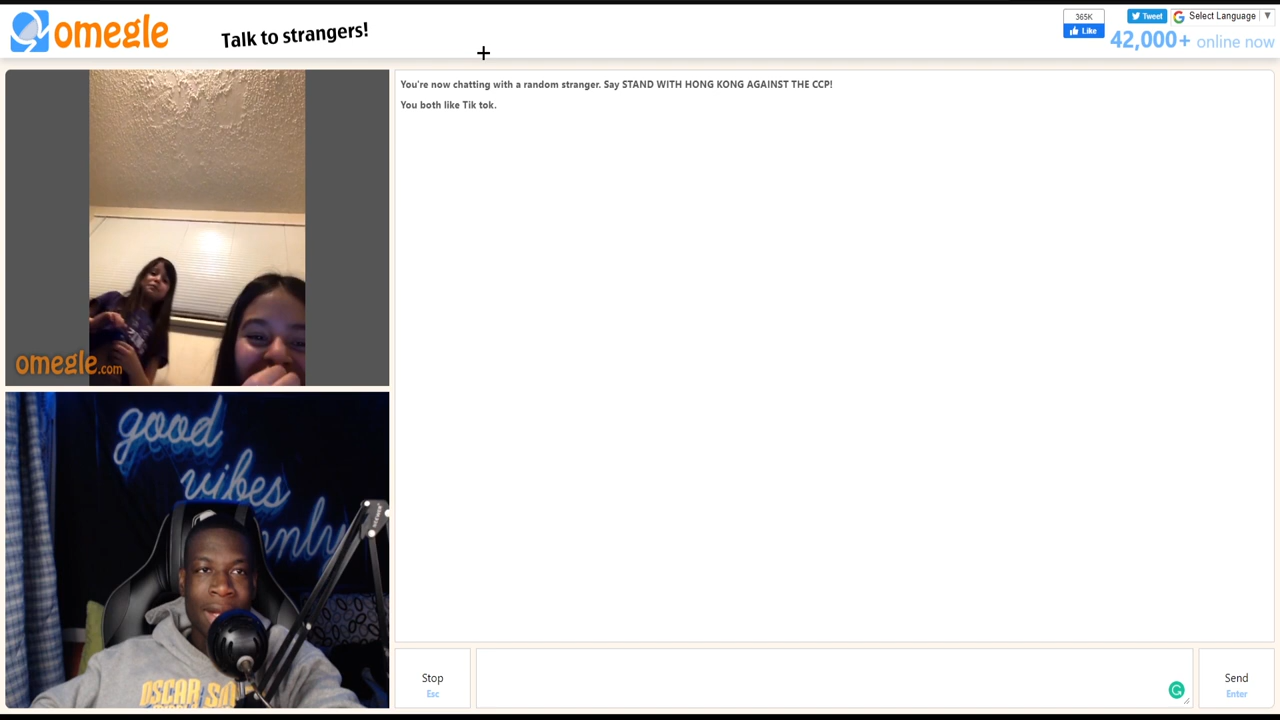 omegle
Talk to strangers!
365K
Like
Tweet
Select Language ▼
42,000+ online now
You're now chatting with a random stranger. Say STAND WITH HONG KONG AGAINST THE CCP!
You both like Tik tok.
omegle.com
good
vibes
only
OSCAR
Stop
Esc
Send
Enter